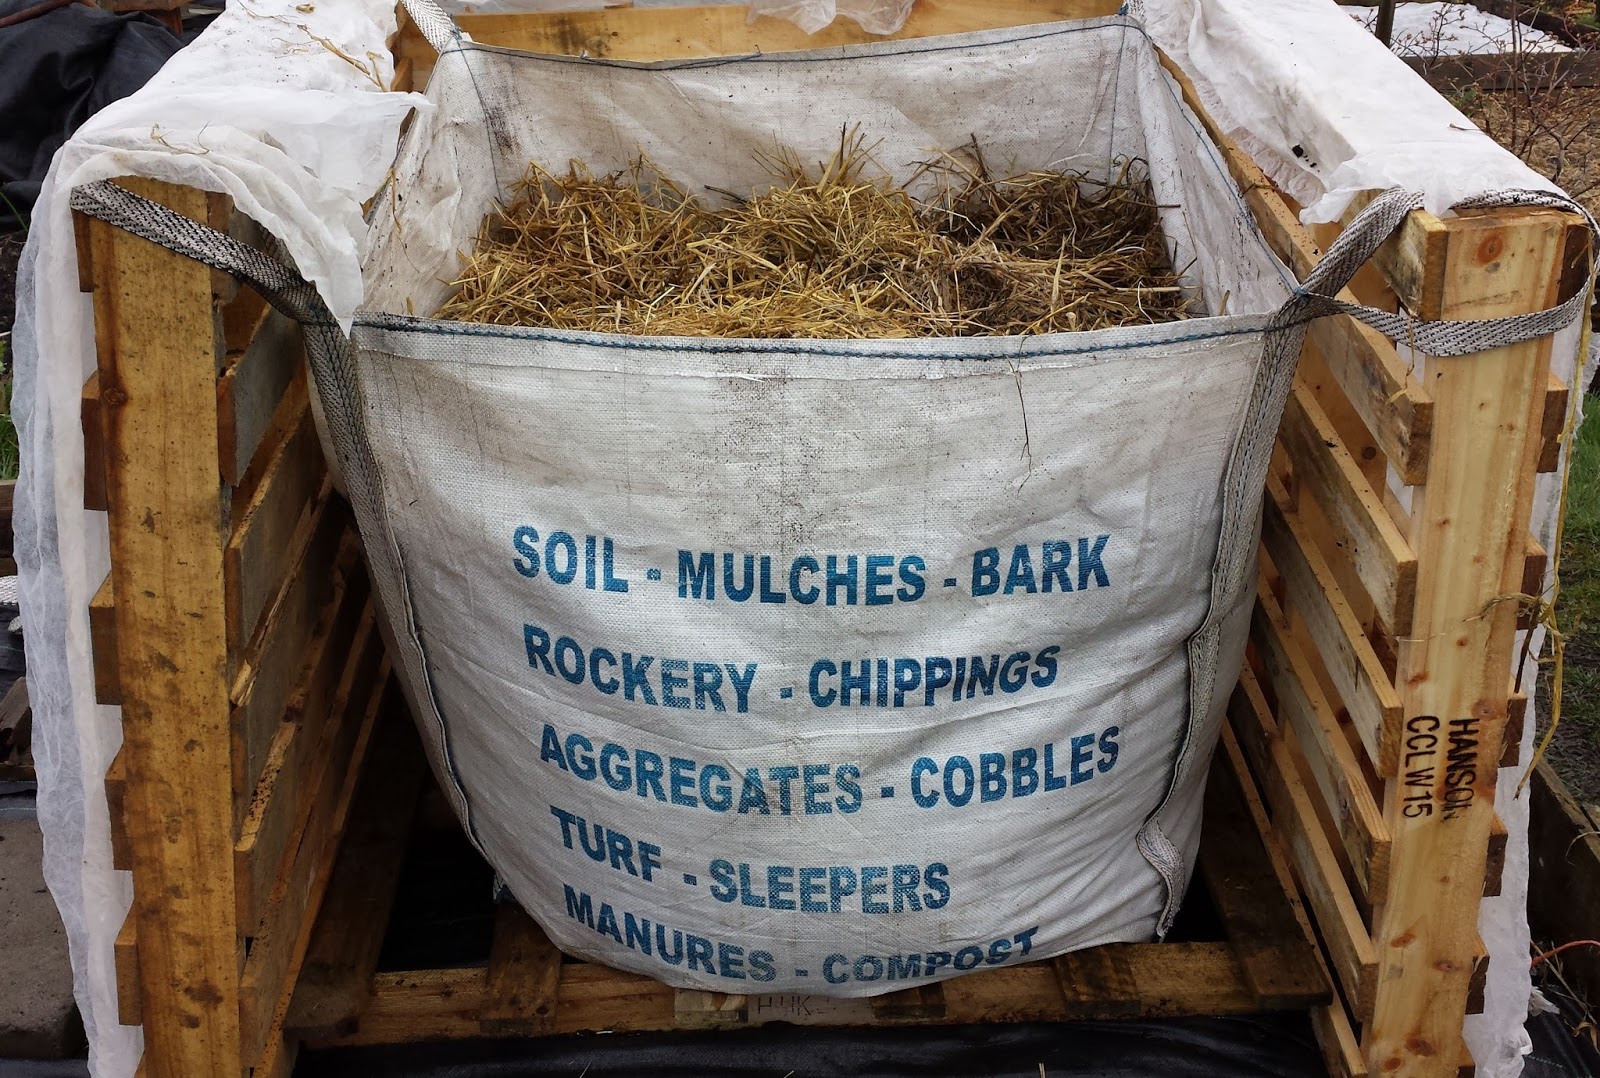 SOIL - MULCHES - BARK
ROCKERY - CHIPPINGS
AGGREGATES - COBBLES
TURF - SLEEPERS
MANURES - COMPOST
HANSON
CCLW15